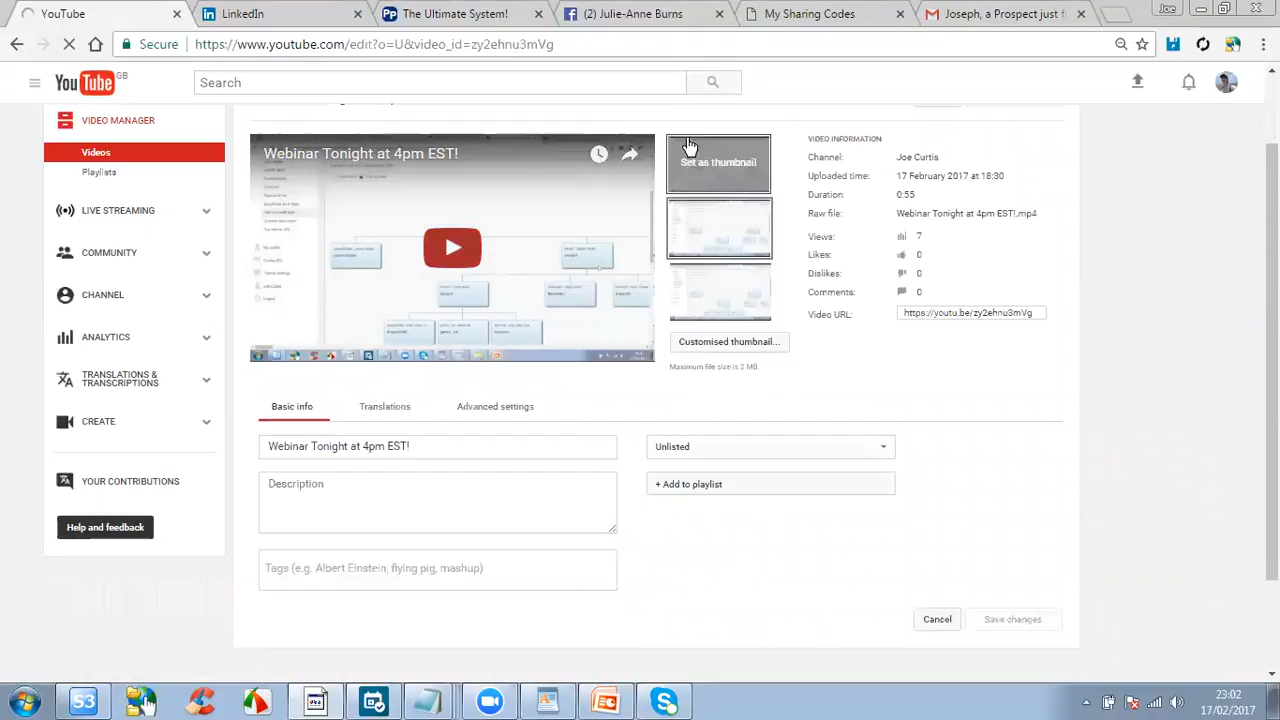 YouTube
LinkedIn
The Ultimate System!
(2) Julie-Anne Burns
My Sharing Codes
Joseph, a Prospect just f
Joe
Secure
https://www.youtube.com/edit?o=U&video_id=zy2ehnu3mVg
YouTube GB
Search
VIDEO MANAGER
Videos
Playlists
LIVE STREAMING
COMMUNITY
CHANNEL
ANALYTICS
TRANSLATIONS &
TRANSCRIPTIONS
CREATE
YOUR CONTRIBUTIONS
Help and feedback
Webinar Tonight at 4pm EST!
Set as thumbnail
Customised thumbnail...
Maximum file size is 2 MB.
VIDEO INFORMATION
Channel: Joe Curtis
Uploaded time: 17 February 2017 at 18:30
Duration: 0:55
Raw file: Webinar Tonight at 4pm EST!.mp4
Views: 7
Likes: 0
Dislikes: 0
Comments: 0
Video URL: https://youtu.be/zy2ehnu3mVg
Basic info
Translations
Advanced settings
Webinar Tonight at 4pm EST!
Unlisted
Description
+ Add to playlist
Tags (e.g. Albert Einstein, flying pig, mashup)
Cancel
Save changes
S3
23:02
17/02/2017